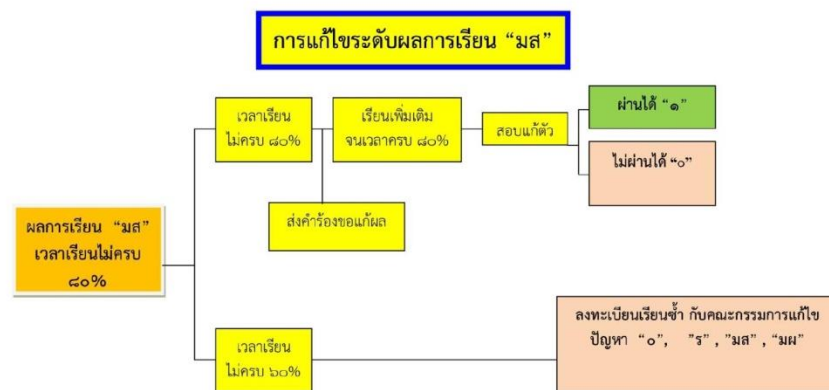 การแก้ไขระดับผลการเรียน “มส”
เวลาเรียน
ไม่ครบ ๘๐%
เรียนเพิ่มเติม
จนเวลาครบ ๘๐%
สอบแก้ตัว
ผ่านได้ “๑”
ไม่ผ่านได้ “๐”
ส่งคำร้องขอแก้ผล
ผลการเรียน “มส”
เวลาเรียนไม่ครบ
๘๐%
เวลาเรียน
ไม่ครบ ๖๐%
ลงทะเบียนเรียนซ้ำ กับคณะกรรมการแก้ไข
ปัญหา “๐”, ”ร” , ”มส” , “มผ”